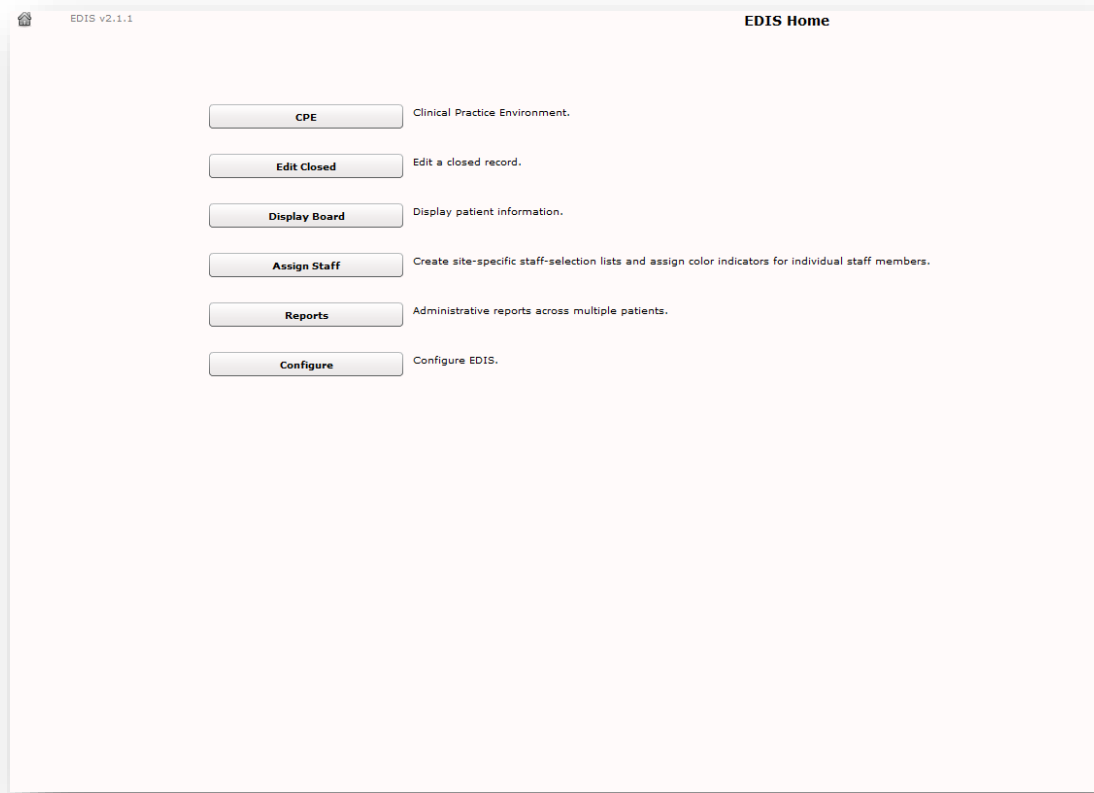 EDIS v2.1.1
EDIS Home
CPE
Clinical Practice Environment.
Edit Closed
Edit a closed record.
Display Board
Display patient information.
Assign Staff
Create site-specific staff-selection lists and assign color indicators for individual staff members.
Reports
Administrative reports across multiple patients.
Configure
Configure EDIS.